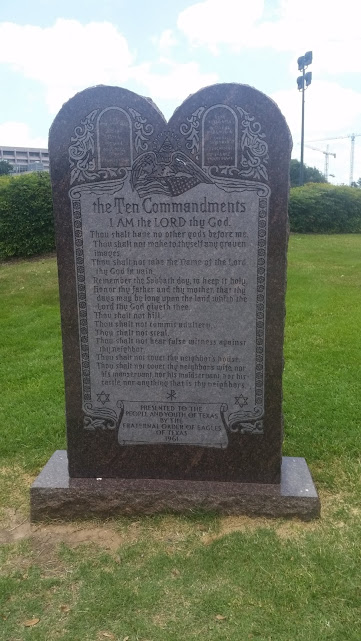 the Ten Commandments
I AM the LORD thy God.
Thou shalt have no other gods before me.
Thou shalt not make to thyself any graven
images.
Thou shalt not take the Name of the Lord
thy God in vain.
Remember the Sabbath day, to keep it holy.
Honor thy father and thy mother, that thy
days may be long upon the land which the
Lord thy God giveth thee.
Thou shalt not kill.
Thou shalt not commit adultery.
Thou shalt not steal.
Thou shalt not bear false witness against
thy neighbor.
Thou shalt not covet thy neighbor's house.
Thou shalt not covet thy neighbor's wife, nor
his manservant, nor his maidservant, nor his
cattle, nor anything that is thy neighbor's.
PRESENTED TO THE
PEOPLE AND YOUTH OF TEXAS
BY THE
FRATERNAL ORDER OF EAGLES
OF TEXAS
1961